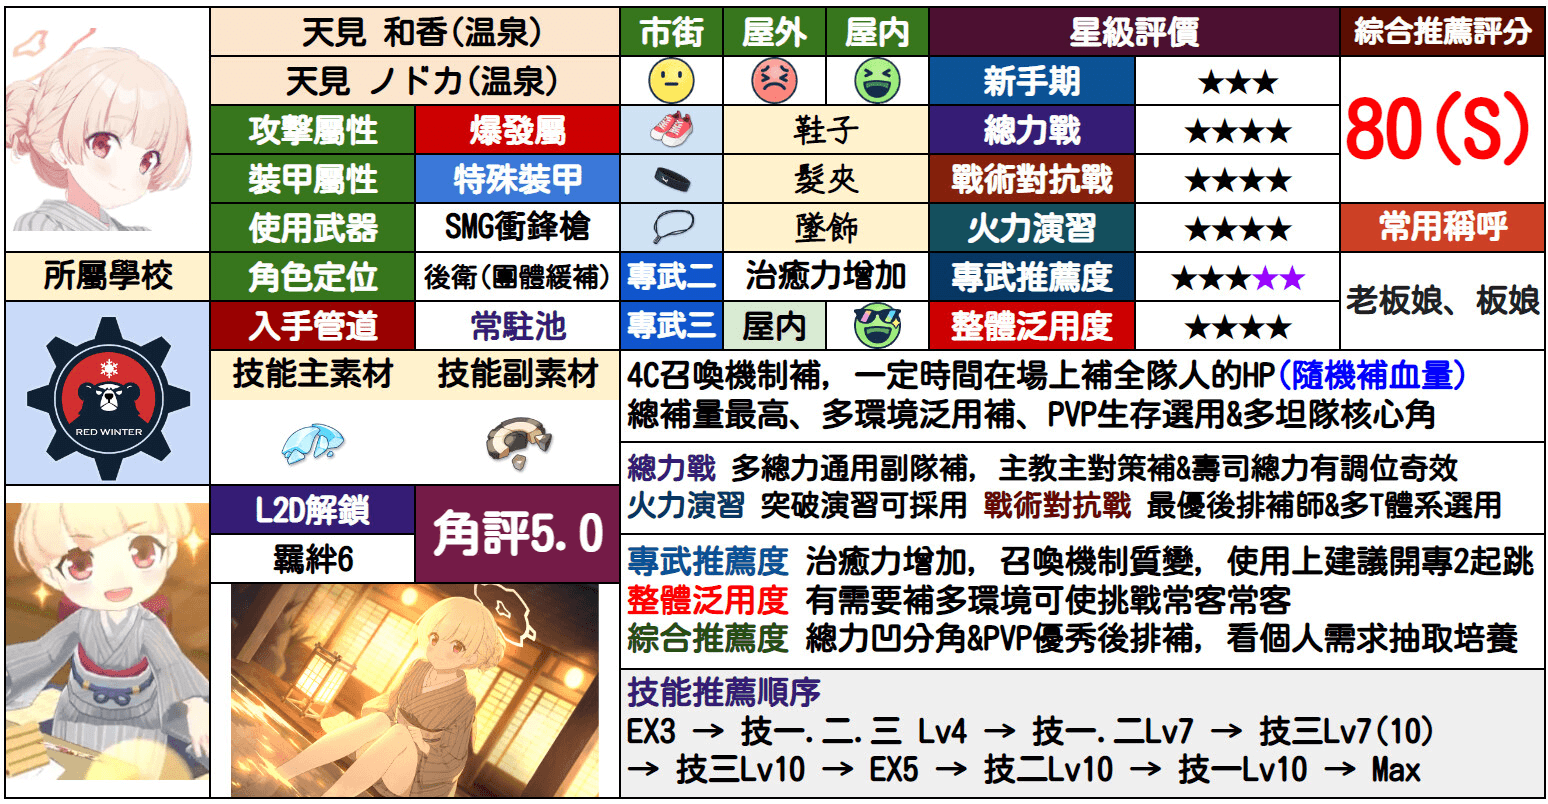 天見 和香(温泉)
天見 ノドカ(温泉)
市街
屋外
屋内
星級評價
綜合推薦評分
新手期
★★★
80(S)
攻擊屬性
爆發屬
鞋子
總力戰
★★★★
裝甲屬性
特殊裝甲
髮夾
戰術對抗戰
★★★★
使用武器
SMG衝鋒槍
墜飾
火力演習
★★★★
常用稱呼
所屬學校
角色定位
後衛(團體緩補)
專武二
治癒力增加
專武推薦度
★★★★★
老板娘、板娘
入手管道
常駐池
專武三
屋内
整體泛用度
★★★★
RED WINTER
技能主素材
技能副素材
4C召喚機制補, 一定時間在場上補全隊人的HP(隨機補血量)
總補量最高、多環境泛用補、PVP生存選用&多坦隊核心角
總力戰 多總力通用副隊補, 主教主對策補&壽司總力有調位奇效
火力演習 突破演習可採用 戰術對抗戰 最優後排補師&多T體系選用
L2D解鎖
羈絆6
角評5.0
專武推薦度 治癒力增加, 召喚機制質變, 使用上建議開專2起跳
整體泛用度 有需要補多環境可使挑戰常客常客
綜合推薦度 總力凹分角&PVP優秀後排補, 看個人需求抽取培養
技能推薦順序
EX3 → 技一.二.三 Lv4 → 技一.二Lv7 → 技三Lv7(10)
→ 技三Lv10 → EX5 → 技二Lv10 → 技一Lv10 → Max